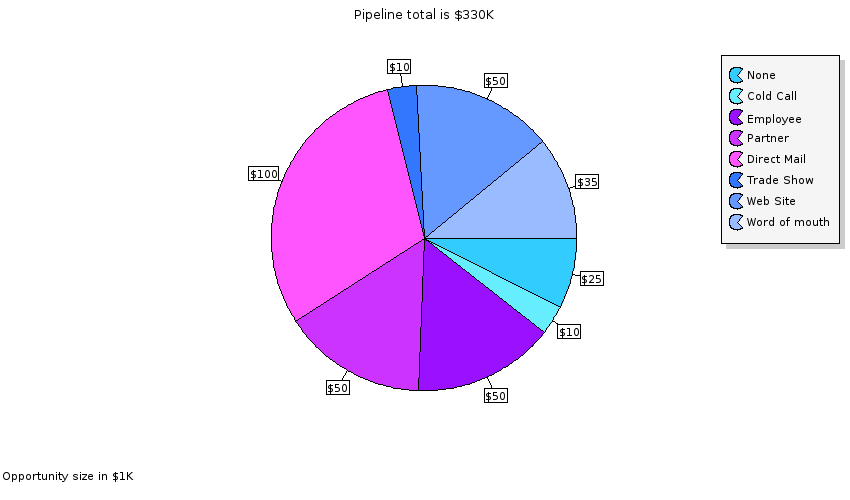 Pipeline total is $330K
$10
$50
$100
$35
$25
$10
$50
$50
None
Cold Call
Employee
Partner
Direct Mail
Trade Show
Web Site
Word of mouth
Opportunity size in $1K